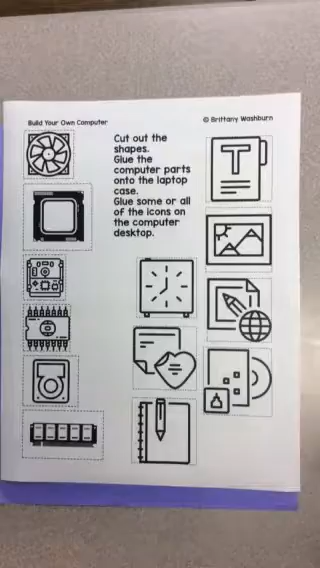 Build Your Own Computer
© Brittany Washburn
Cut out the
shapes.
Glue the
computer parts
onto the laptop
case.
Glue some or all
of the icons on
the computer
desktop.
T